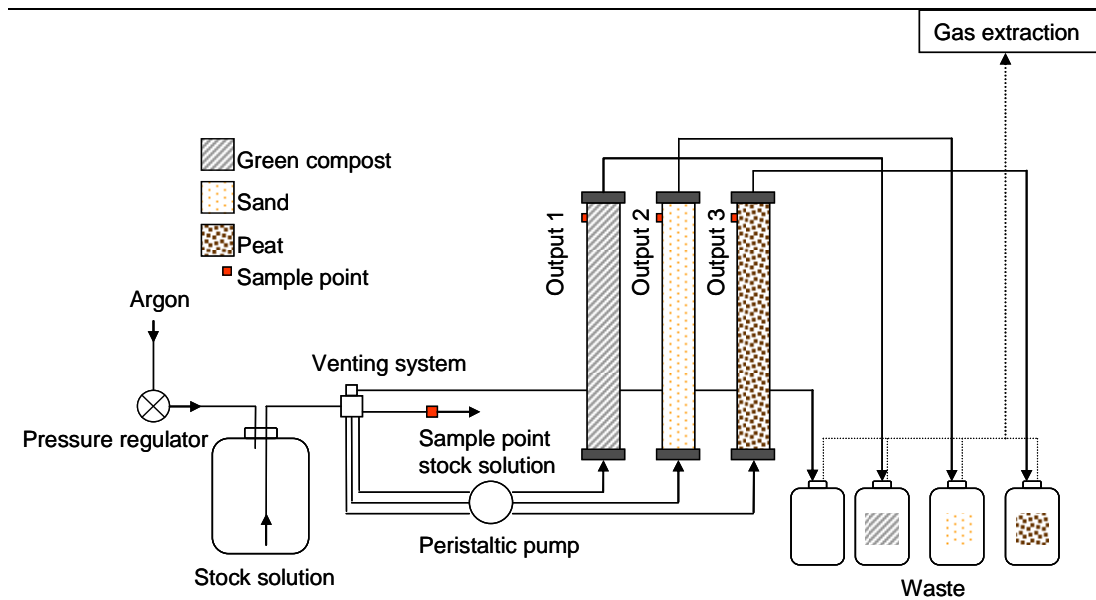 Gas extraction
Green compost
Sand
Peat
Sample point
Output 1
Output 2
Output 3
Argon
Venting system
Pressure regulator
Sample point
stock solution
Peristaltic pump
Stock solution
Waste